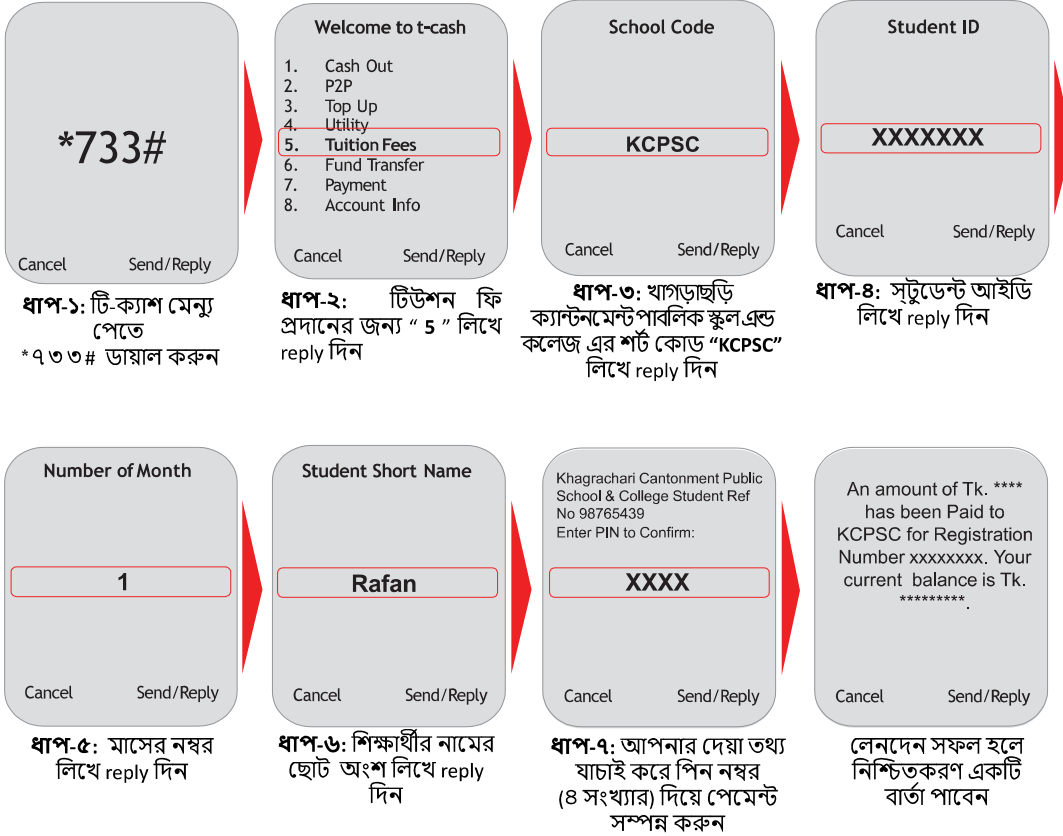 *733#
Cancel Send/Reply
ধাপ-১: টি-ক্যাশ মেন্যু
পেতে
*৭৩৩# ডায়াল করুন
Welcome to t-cash
1. Cash Out
2. P2P
3. Top Up
4. Utility
5. Tuition Fees
6. Fund Transfer
7. Payment
8. Account Info
Cancel Send/Reply
ধাপ-২: টিউশন ফি
প্রদানের জন্য “ 5 ” লিখে
reply দিন
School Code
KCPSC
Cancel Send/Reply
ধাপ-৩: খাগড়াছড়ি
ক্যান্টনমেন্ট পাবলিক স্কুল এন্ড
কলেজ এর শর্ট কোড “KCPSC”
লিখে reply দিন
Student ID
XXXXXXX
Cancel Send/Reply
ধাপ-৪: স্টুডেন্ট আইডি
লিখে reply দিন
Number of Month
1
Cancel Send/Reply
ধাপ-৫: মাসের নম্বর
লিখে reply দিন
Student Short Name
Rafan
Cancel Send/Reply
ধাপ-৬: শিক্ষার্থীর নামের
ছোট অংশ লিখে reply
দিন
Khagrachari Cantonment Public
School & College Student Ref
No 98765439
Enter PIN to Confirm:
XXXX
Cancel Send/Reply
ধাপ-৭: আপনার দেয়া তথ্য
যাচাই করে পিন নম্বর
(৪ সংখ্যার) দিয়ে পেমেন্ট
সম্পন্ন করুন
An amount of Tk. ****
has been Paid to
KCPSC for Registration
Number xxxxxxxx. Your
current balance is Tk.
*********.
Cancel Send/Reply
লেনদেন সফল হলে
নিশ্চিতকরণ একটি
বার্তা পাবেন